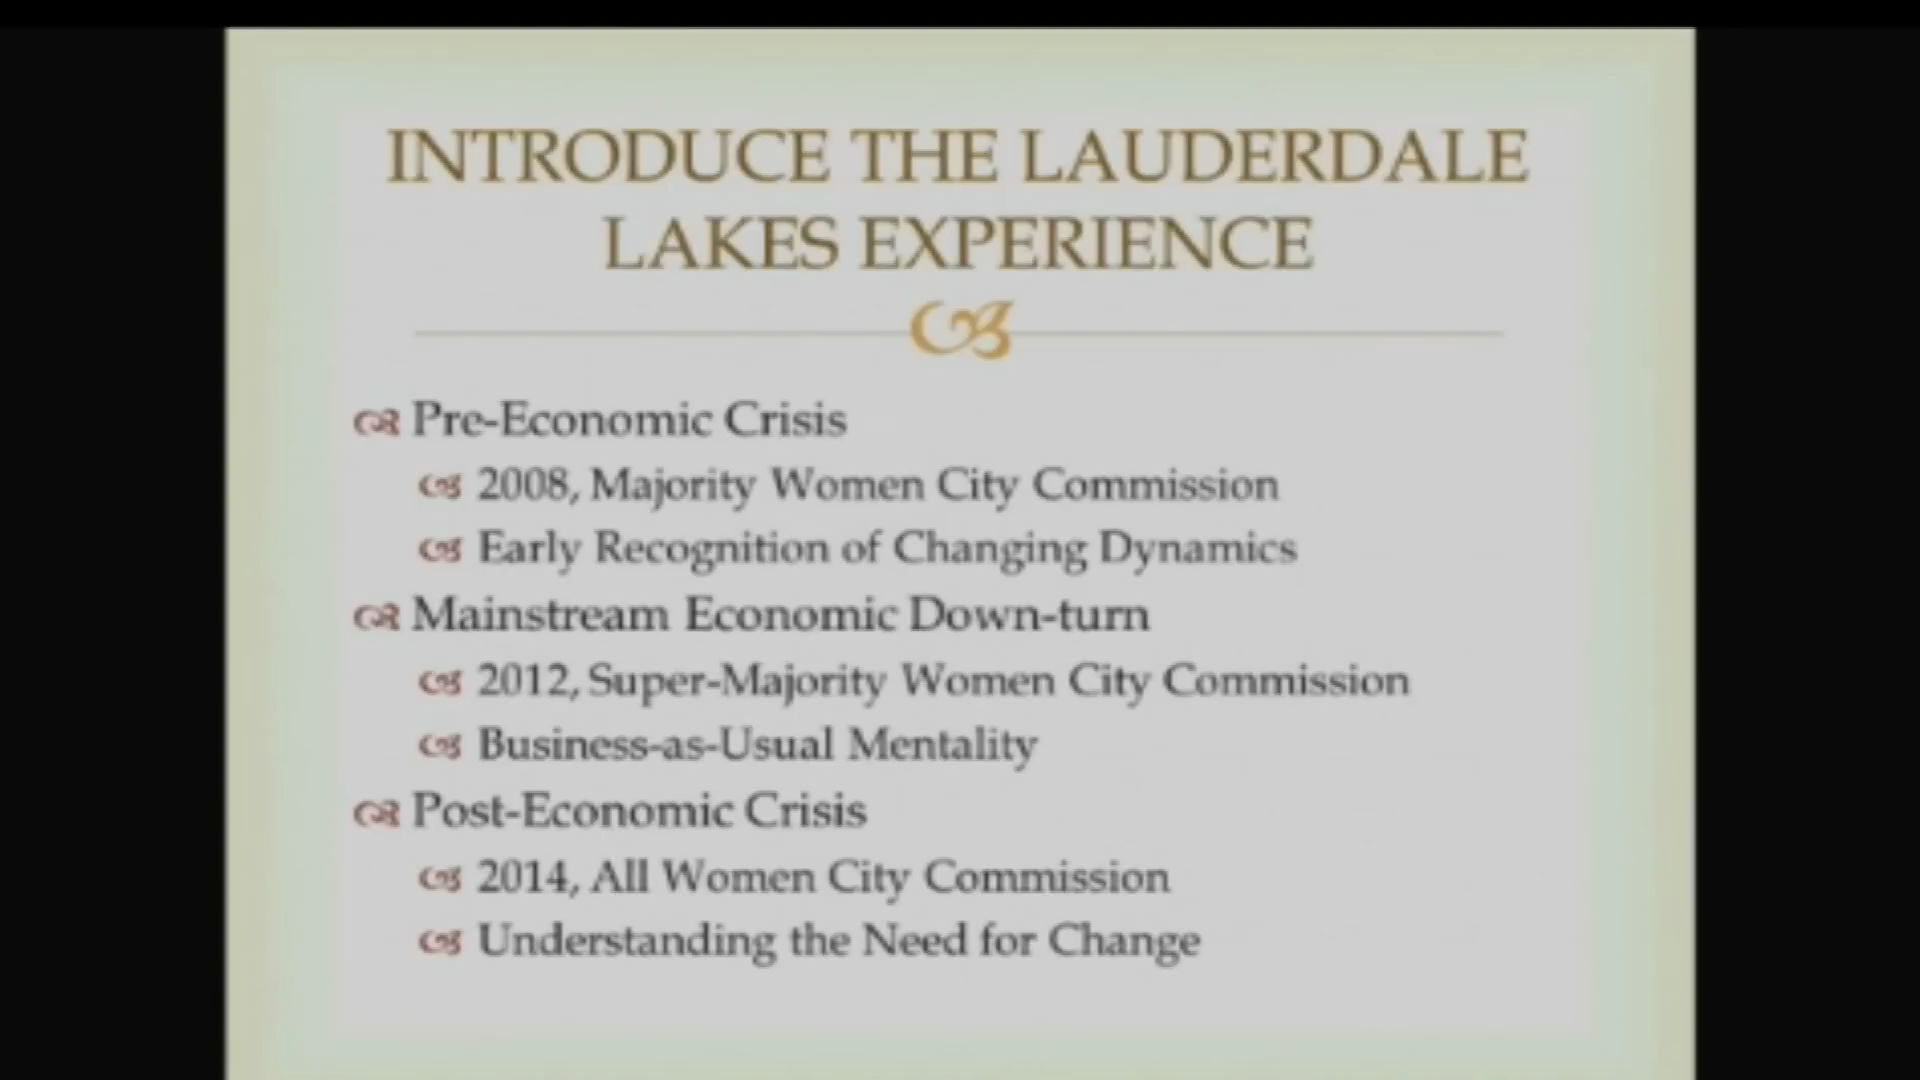 INTRODUCE THE LAUDERDALE
LAKES EXPERIENCE
Pre-Economic Crisis
2008, Majority Women City Commission
Early Recognition of Changing Dynamics
Mainstream Economic Down-turn
2012, Super-Majority Women City Commission
Business-as-Usual Mentality
Post-Economic Crisis
2014, All Women City Commission
Understanding the Need for Change